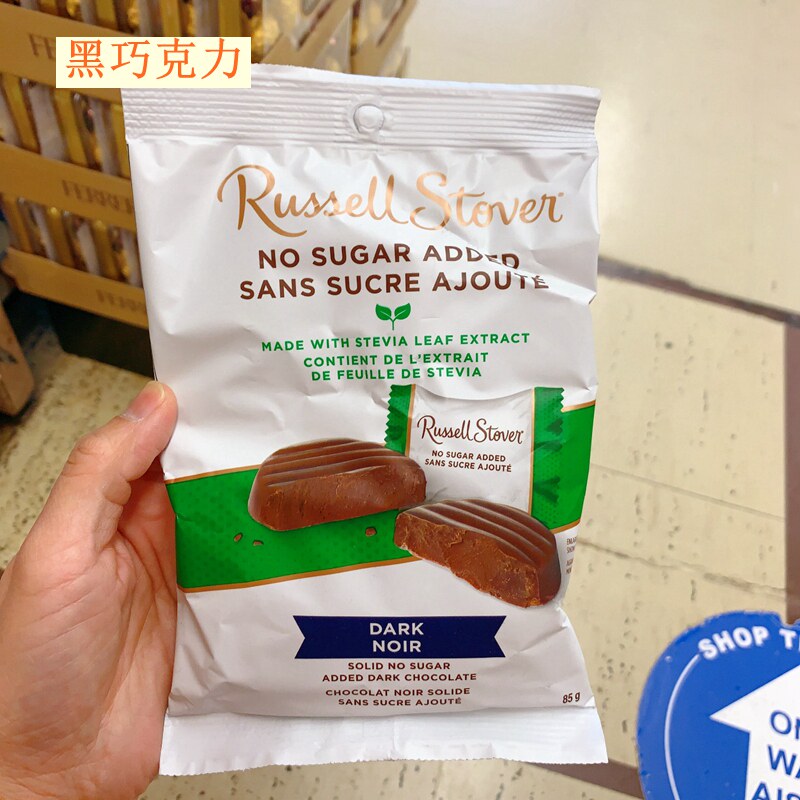 黑巧克力
FERRER
FERRER
Russell Stover
NO SUGAR ADDED
SANS SUCRE AJOUTÉ
MADE WITH STEVIA LEAF EXTRACT
CONTIENT DE L'EXTRAIT
DE FEUILLE DE STEVIA
Russell Stover
NO SUGAR ADDED
SANS SUCRE AJOUTÉ
DARK
NOIR
SOLID NO SUGAR
ADDED DARK CHOCOLATE
CHOCOLAT NOIR SOLIDE
SANS SUCRE AJOUTÉ
85 g
SHOP